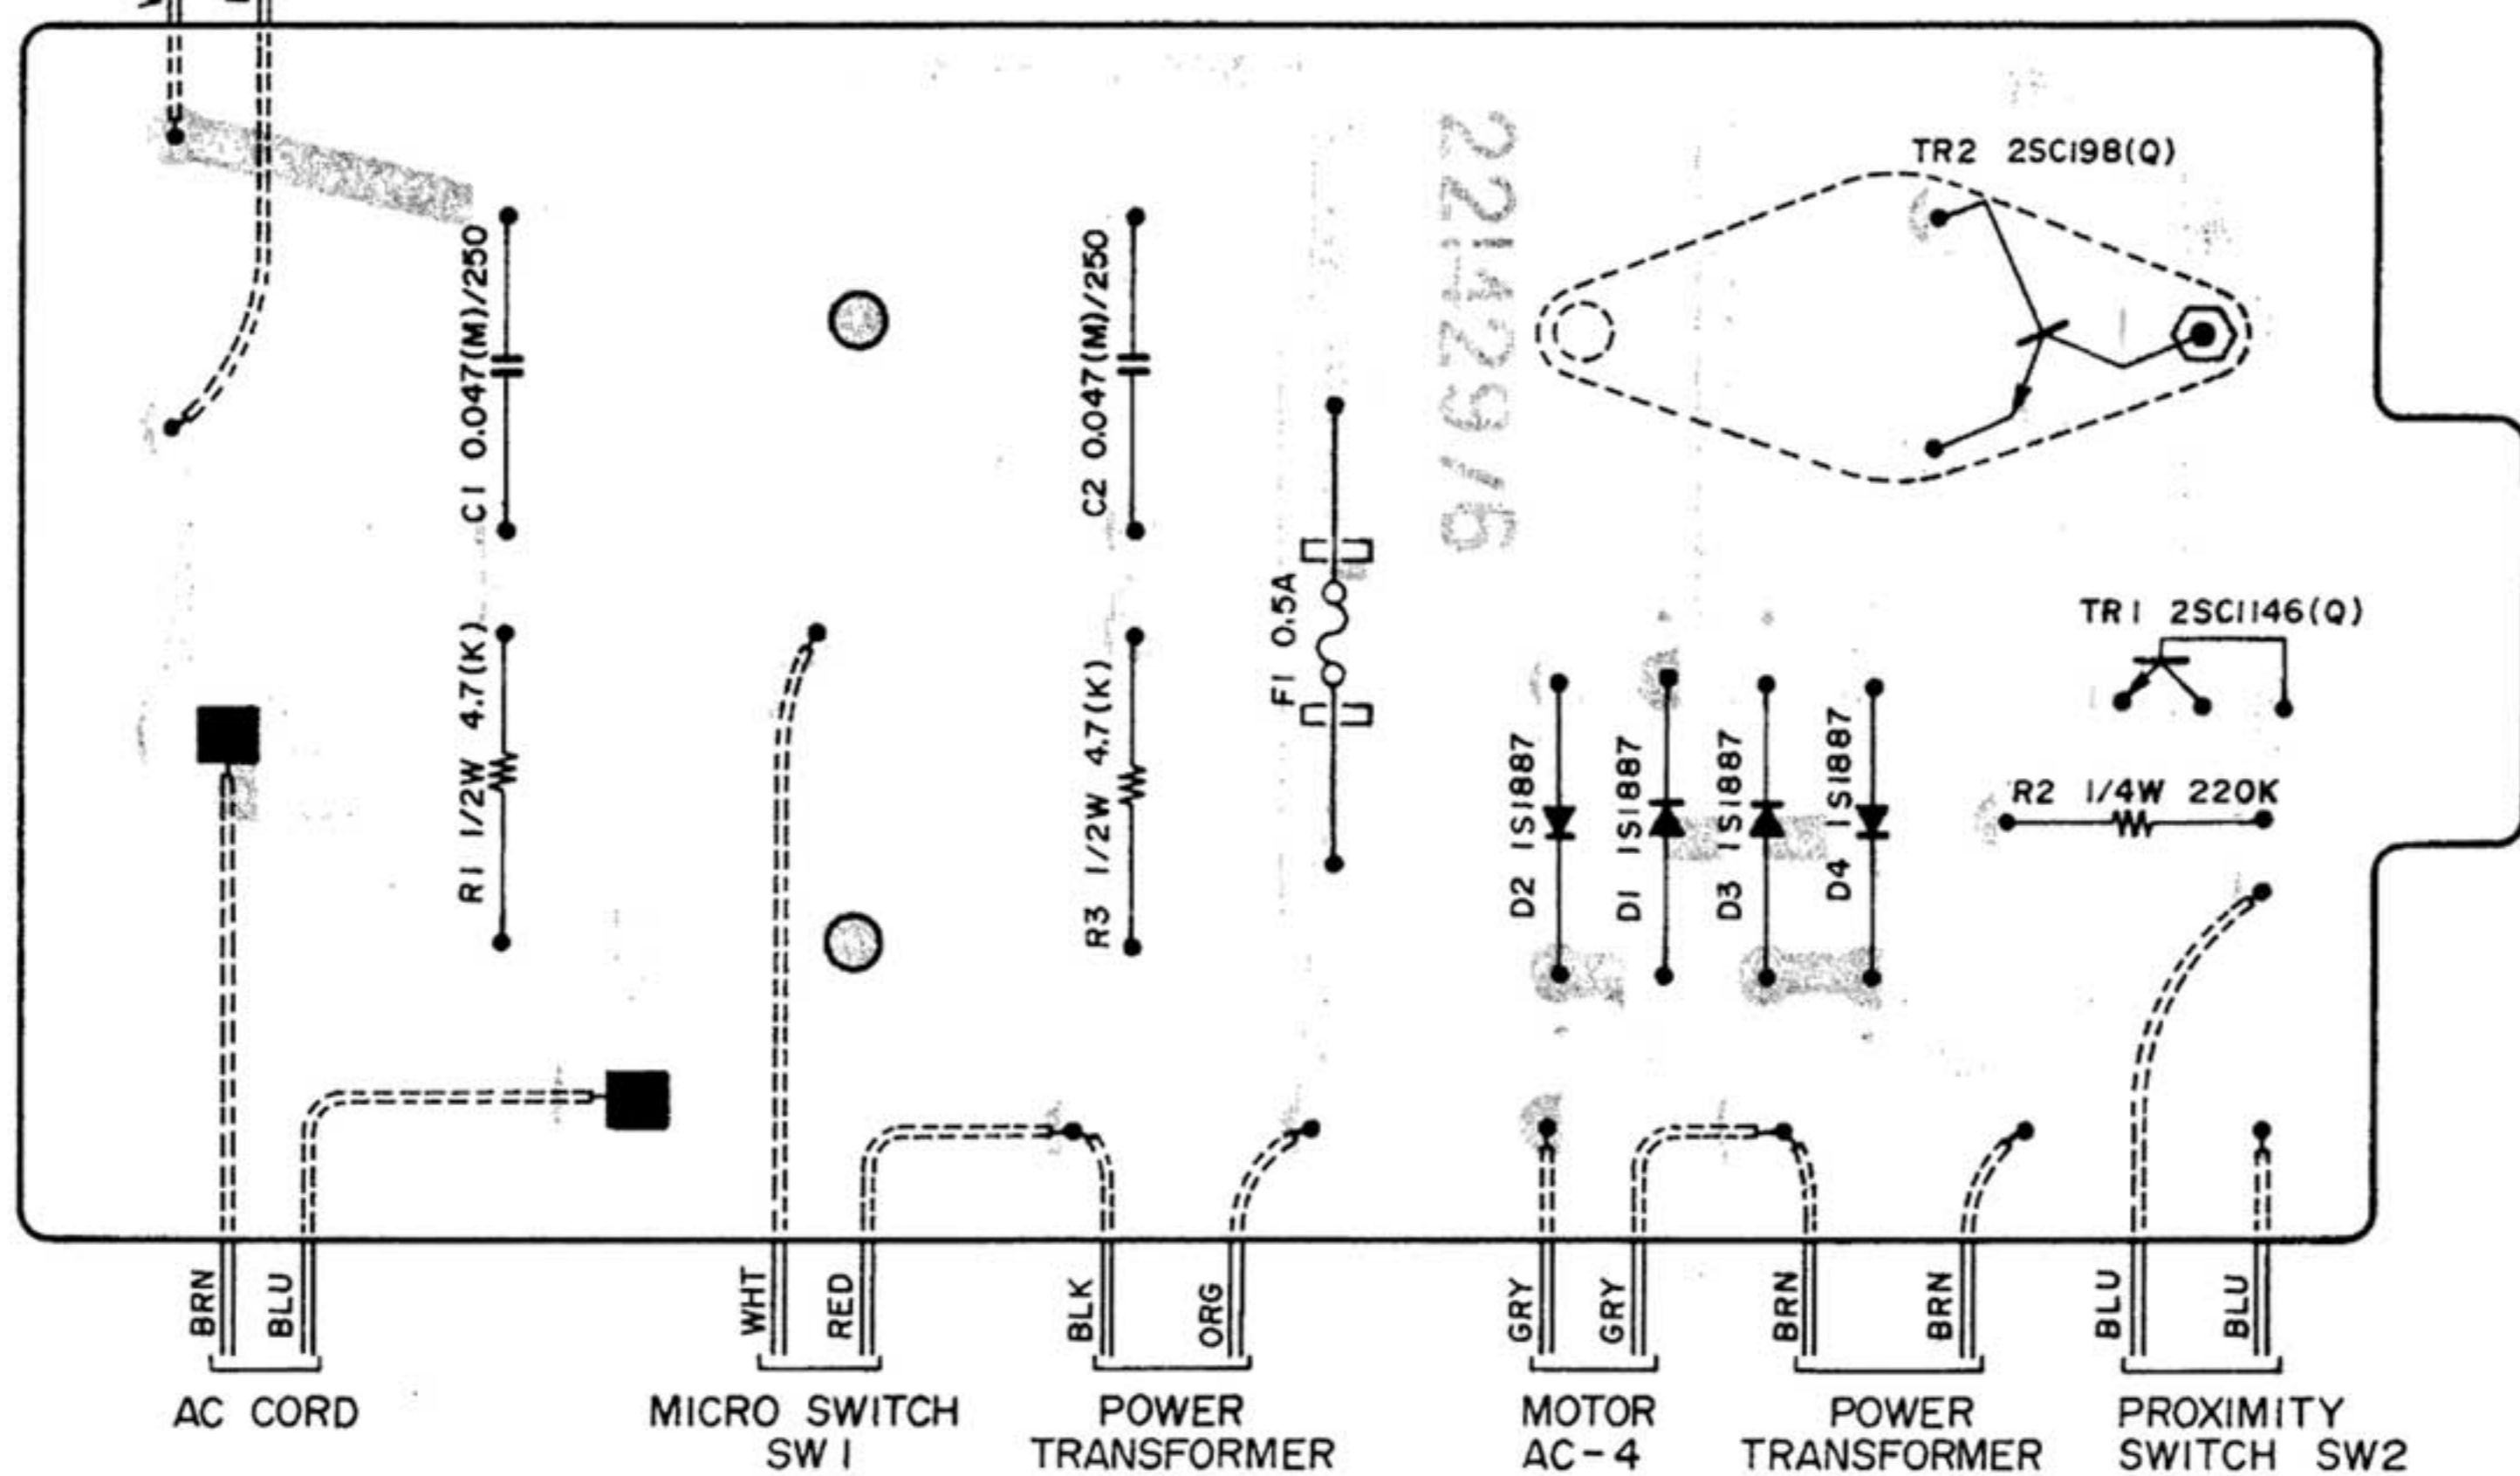 TR2 2SC198(Q)
C1 0.047(M)/250
C2 0.047(M)/250
F1 0.5A
TR1 2SC1146(Q)
R1 1/2W 4.7(K)
R3 1/2W 4.7(K)
D2 1S1887
D1 1S1887
D3 1S1887
D4 1S1887
R2 1/4W 220K
BRN
BLU
WHT
RED
BLK
ORG
GRY
GRY
BRN
BRN
BLU
BLU
AC CORD
MICRO SWITCH
SW1
POWER
TRANSFORMER
MOTOR
AC-4
POWER
TRANSFORMER
PROXIMITY
SWITCH SW2